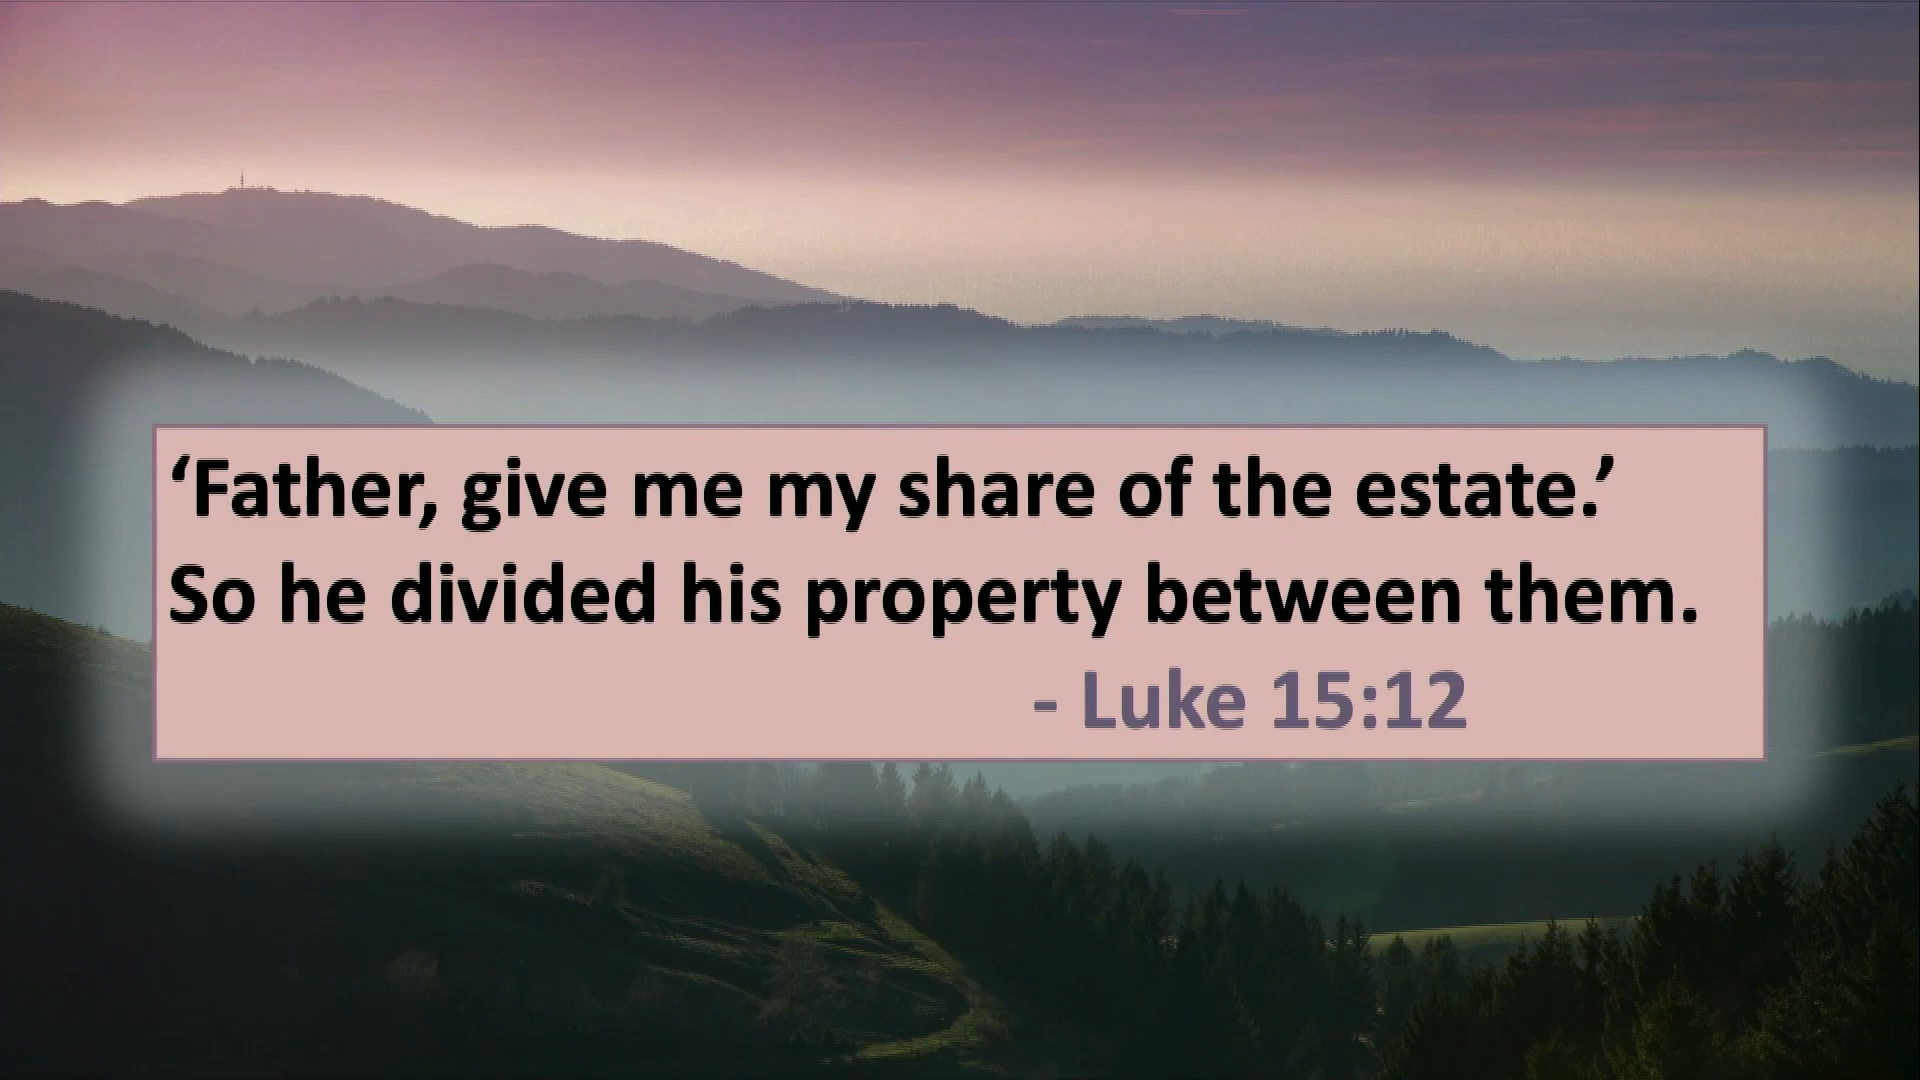 ‘Father, give me my share of the estate.’
So he divided his property between them.
- Luke 15:12